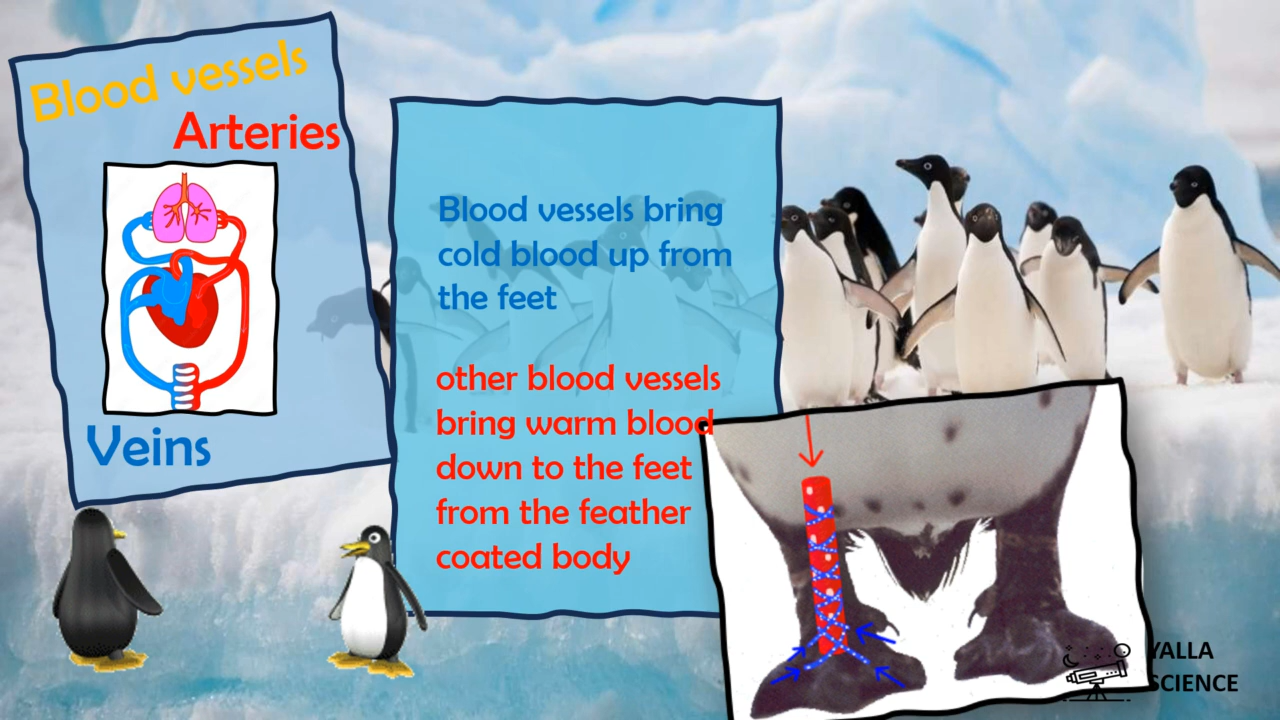 Blood vessels
Arteries
Veins
Blood vessels bring
cold blood up from
the feet
other blood vessels
bring warm blood
down to the feet
from the feather
coated body
YALLA
SCIENCE